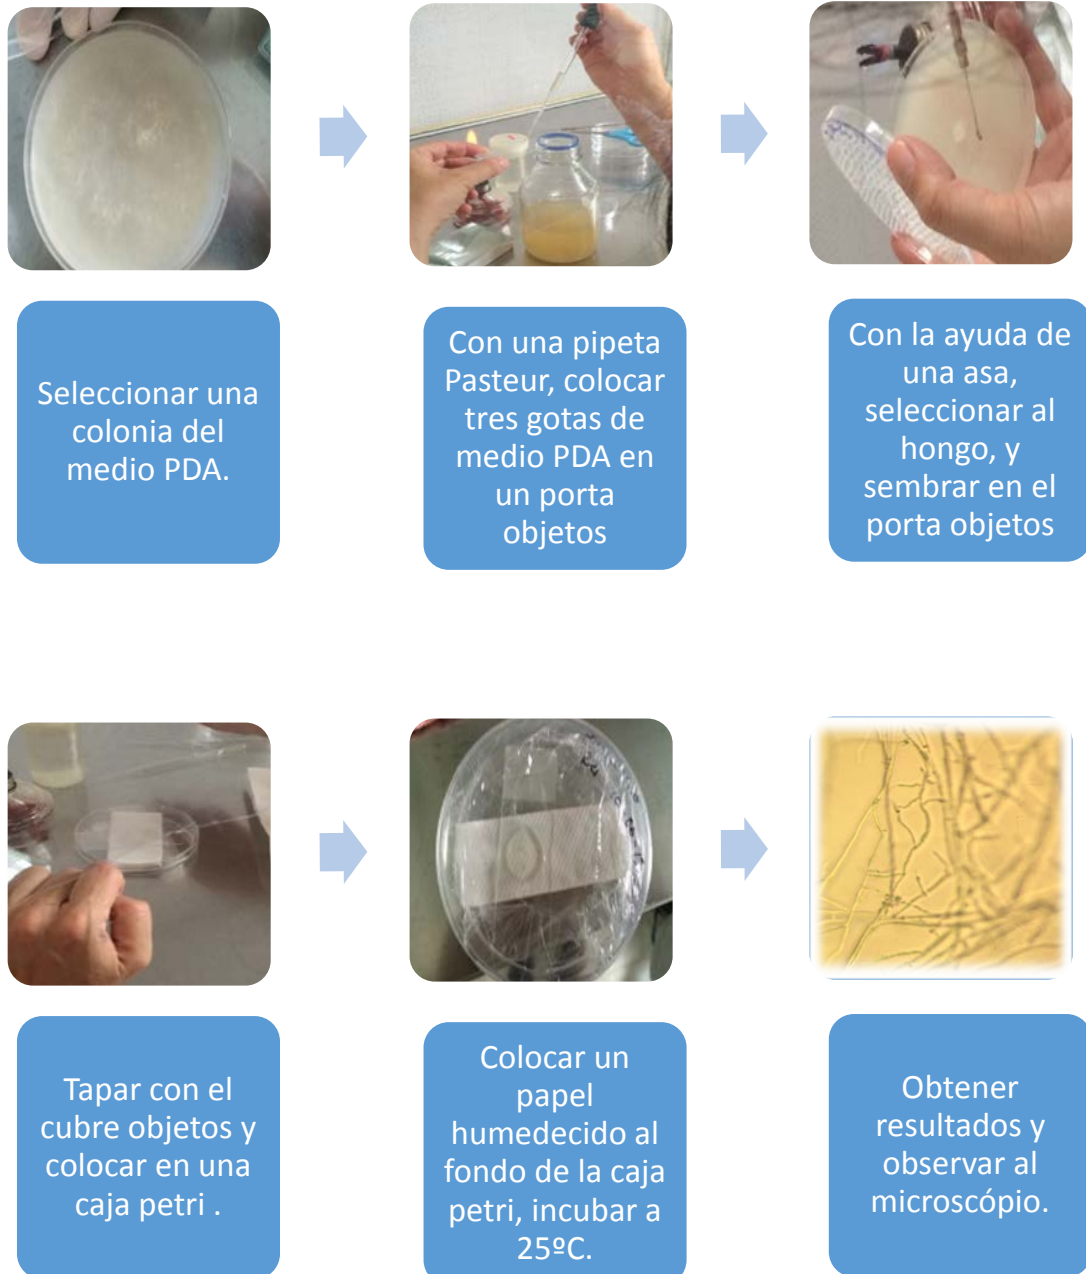 Seleccionar una
colonia del
medio PDA.
Con una pipeta
Pasteur, colocar
tres gotas de
medio PDA en
un porta
objetos
Con la ayuda de
una asa,
seleccionar al
hongo, y
sembrar en el
porta objetos
Tapar con el
cubre objetos y
colocar en una
caja petri .
Colocar un
papel
humedecido al
fondo de la caja
petri, incubar a
25ºC.
Obtener
resultados y
observar al
microscópio.